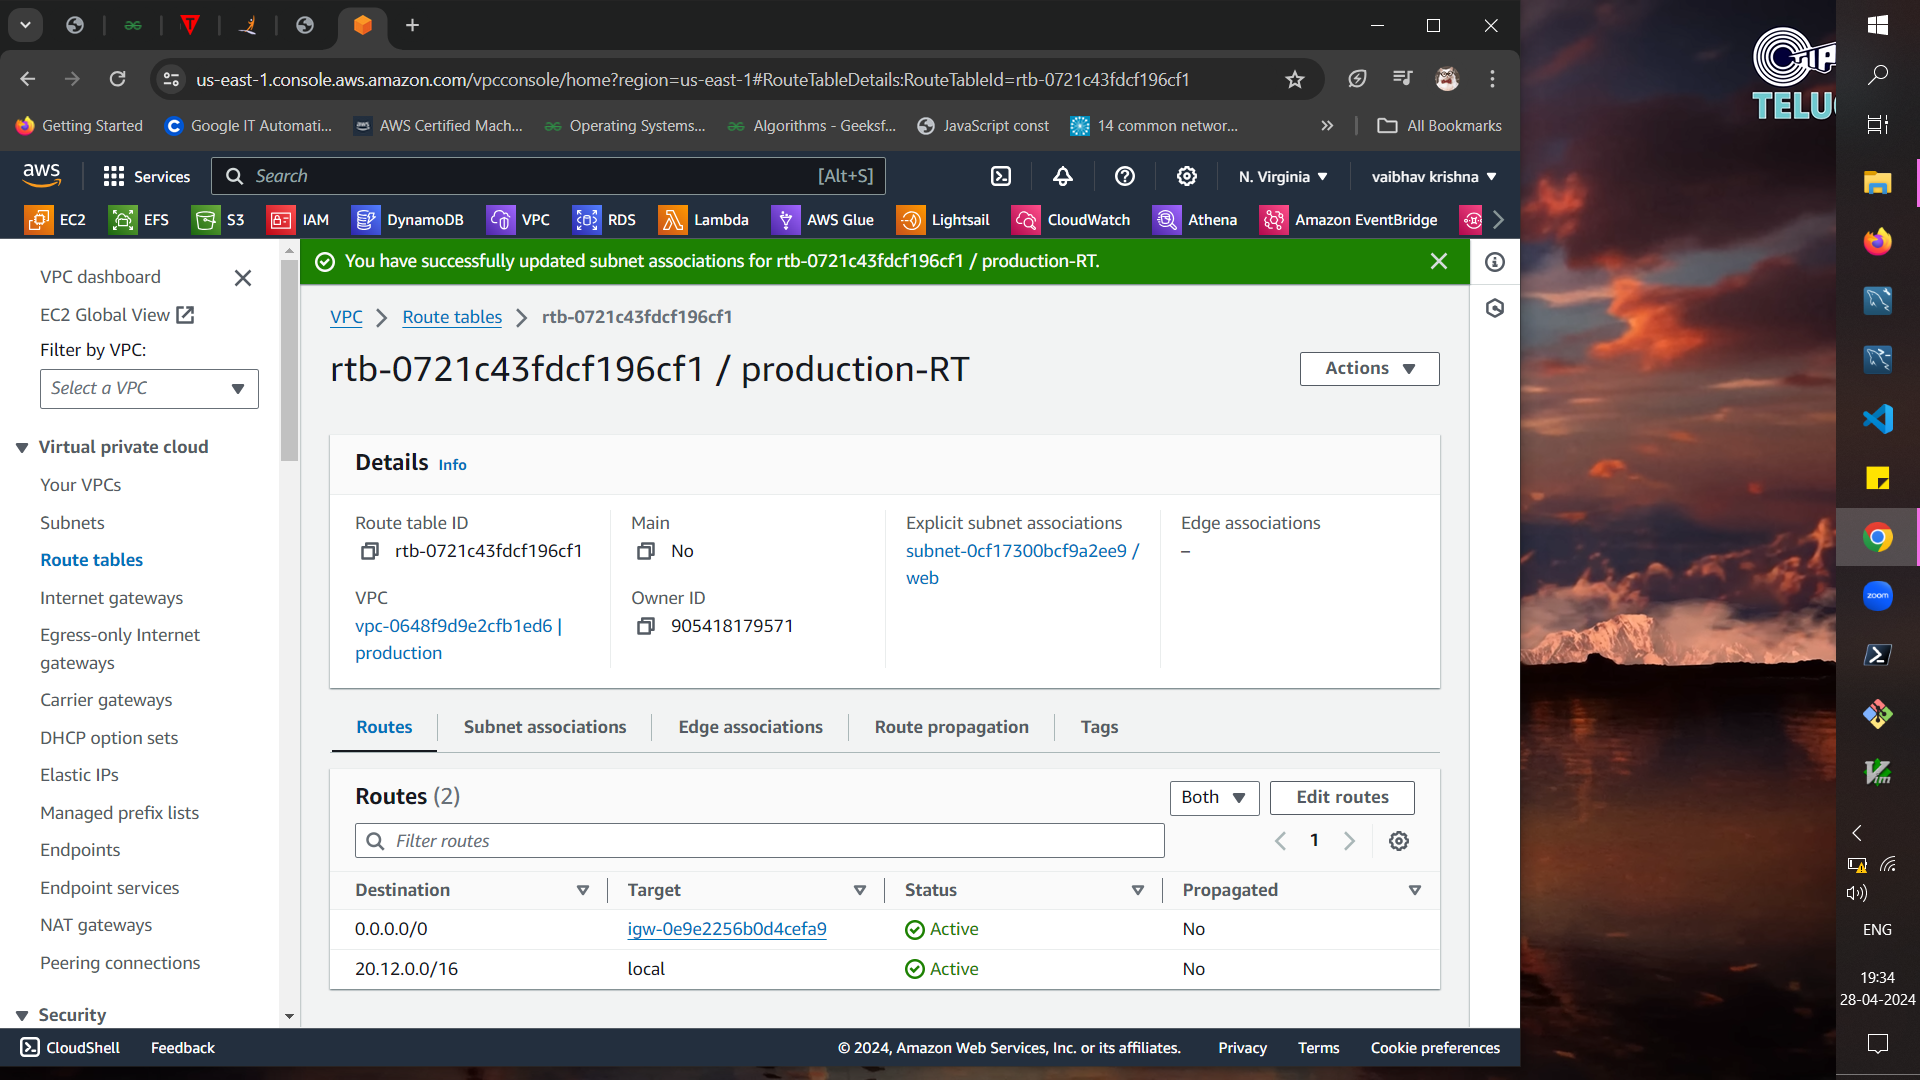 us-east-1.console.aws.amazon.com/vpcconsole/home?region=us-east-1#RouteTableDetails:RouteTableId=rtb-0721c43fdcf196cf1
Getting Started
Google IT Automati...
AWS Certified Mach...
Operating Systems...
Algorithms - Geeksf...
JavaScript const
14 common networ...
All Bookmarks
aws
Services
Search
[Alt+S]
N. Virginia
vaibhav krishna
EC2
EFS
S3
IAM
DynamoDB
VPC
RDS
Lambda
AWS Glue
Lightsail
CloudWatch
Athena
Amazon EventBridge
VPC dashboard
EC2 Global View
Filter by VPC:
Select a VPC
Virtual private cloud
Your VPCs
Subnets
Route tables
Internet gateways
Egress-only Internet
gateways
Carrier gateways
DHCP option sets
Elastic IPs
Managed prefix lists
Endpoints
Endpoint services
NAT gateways
Peering connections
Security
You have successfully updated subnet associations for rtb-0721c43fdcf196cf1 / production-RT.
VPC
Route tables
rtb-0721c43fdcf196cf1
rtb-0721c43fdcf196cf1 / production-RT
Actions
Details Info
Route table ID
rtb-0721c43fdcf196cf1
Main
No
Explicit subnet associations
subnet-0cf17300bcf9a2ee9 /
web
Edge associations
–
VPC
vpc-0648f9d9e2cfb1ed6 |
production
Owner ID
905418179571
Routes
Subnet associations
Edge associations
Route propagation
Tags
Routes (2)
Both
Edit routes
Filter routes
1
Destination
Target
Status
Propagated
0.0.0.0/0
igw-0e9e2256b0d4cefa9
Active
No
20.12.0.0/16
local
Active
No
CloudShell
Feedback
© 2024, Amazon Web Services, Inc. or its affiliates.
Privacy
Terms
Cookie preferences
zoom
ENG
19:34
28-04-2024